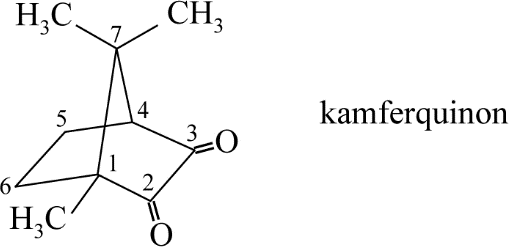 H₃C CH₃
7
5 4
3 O
kamferquinon
6 1
2
H₃C
O